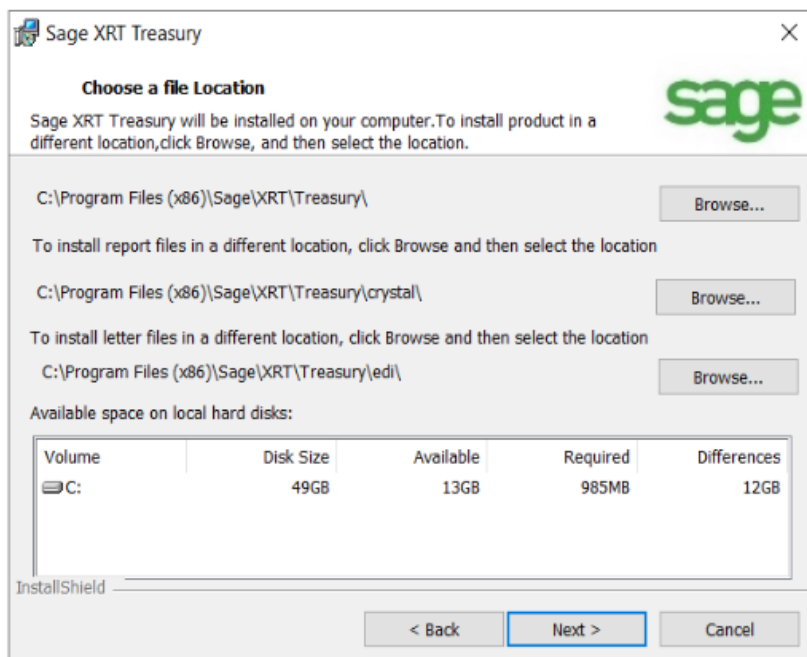 Sage XRT Treasury
Choose a file Location
sage
Sage XRT Treasury will be installed on your computer.To install product in a
different location,click Browse, and then select the location.
C:\Program Files (x86)\Sage\XRT\Treasury\
Browse...
To install report files in a different location, click Browse and then select the location
C:\Program Files (x86)\Sage\XRT\Treasury\crystal\
Browse...
To install letter files in a different location, click Browse and then select the location
C:\Program Files (x86)\Sage\XRT\Treasury\edi\
Browse...
Available space on local hard disks:
Volume Disk Size Available Required Differences
C: 49GB 13GB 985MB 12GB
InstallShield
< Back Next > Cancel